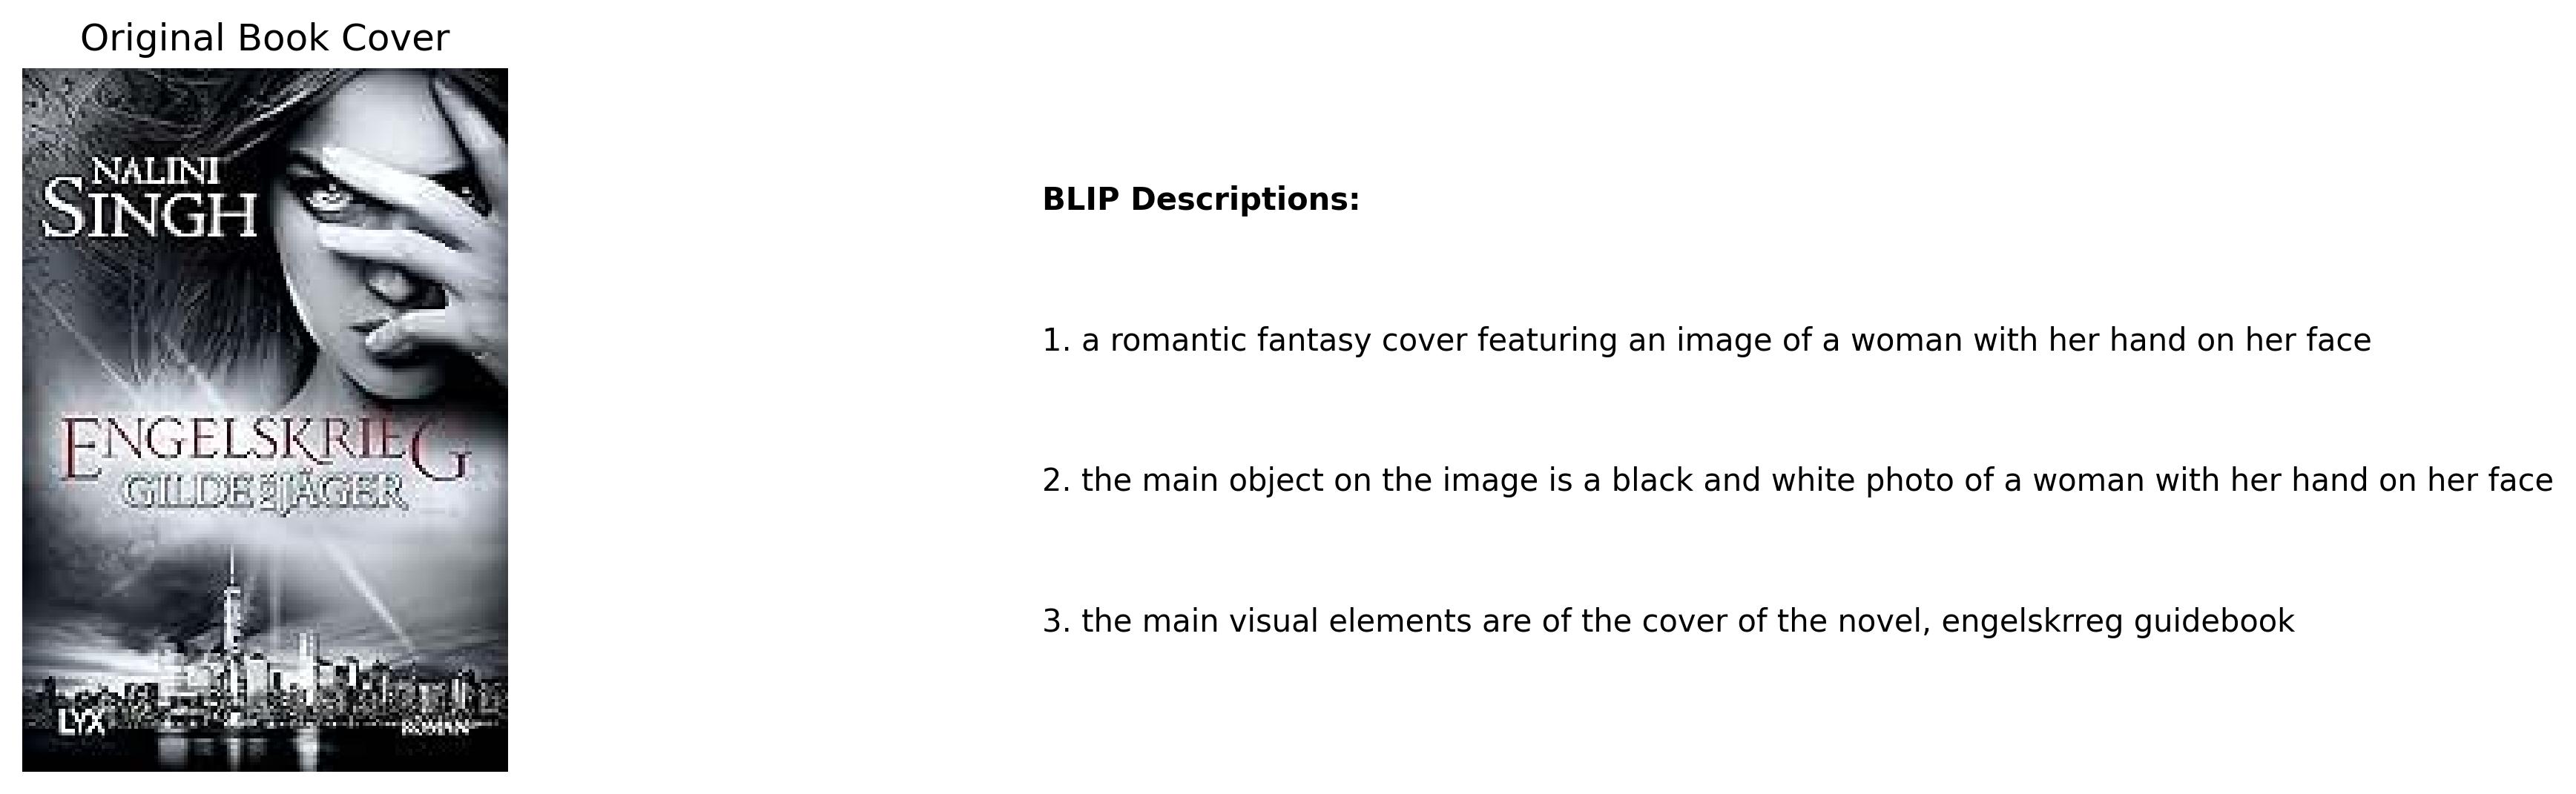 Original Book Cover
NALINI
SINGH
ENGELSKRIEG
GILDE DER JÄGER
LYX
ROMAN
BLIP Descriptions:
1. a romantic fantasy cover featuring an image of a woman with her hand on her face
2. the main object on the image is a black and white photo of a woman with her hand on her face
3. the main visual elements are of the cover of the novel, engelskrreg guidebook